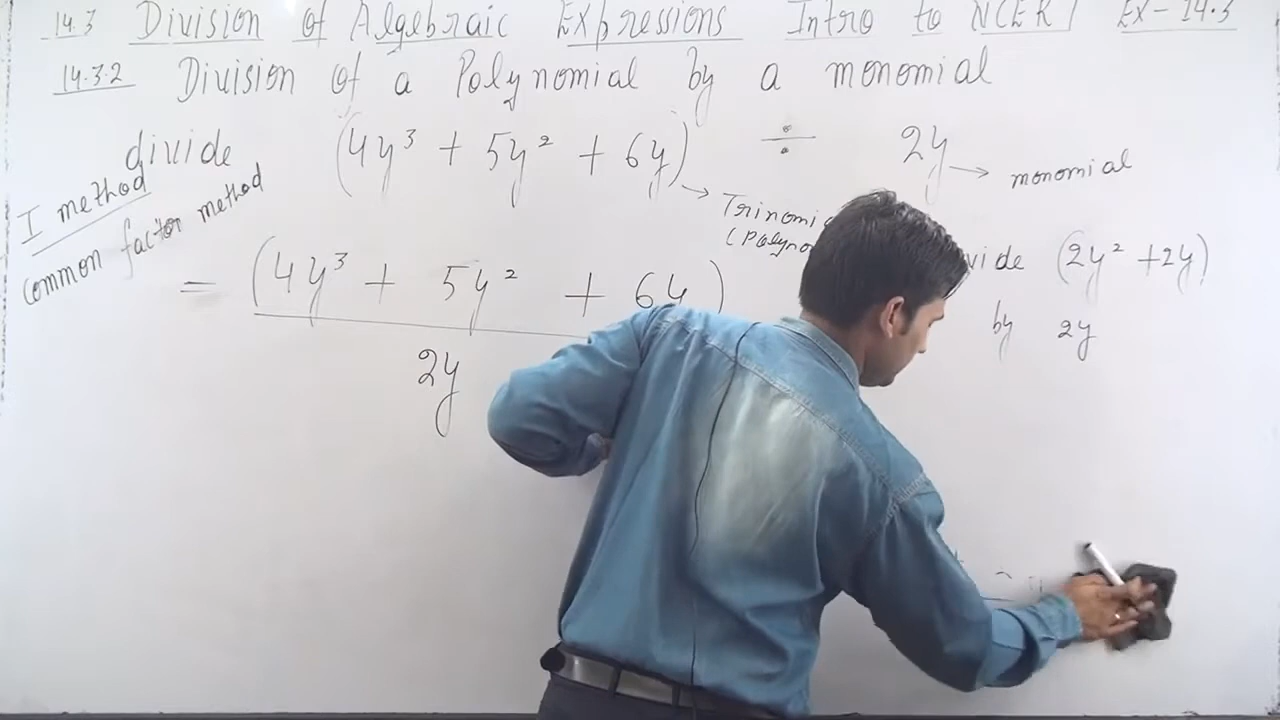 14.3 Division of Algebraic Expressions Intro to NCERT Ex-14.3
14.3.2 Division of a Polynomial by a monomial
divide (4y³ + 5y² + 6y) ÷ 2y → monomial
→ Trinomi
(Polyno
I method
common factor method
= (4y³ + 5y² + 6y)
2y
vide (2y² +2y)
by 2y